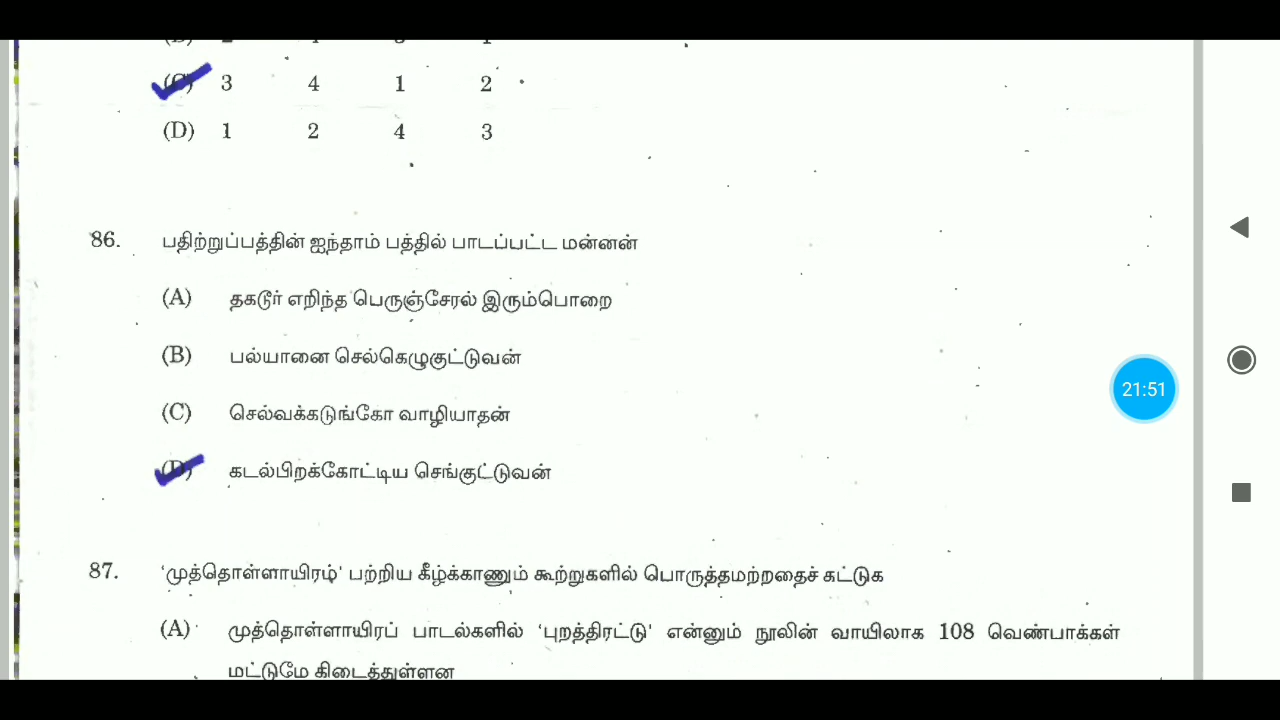 (C) 3 4 1 2
(D) 1 2 4 3
86. பதிற்றுப்பத்தின் ஐந்தாம் பத்தில் பாடப்பட்ட மன்னன்
(A) தகடூர் எறிந்த பெருஞ்சேரல் இரும்பொறை
(B) பல்யானை செல்கெழுகுட்டுவன்
(C) செல்வக்கடுங்கோ வாழியாதன்
21:51
(D) கடல்பிறக்கோட்டிய செங்குட்டுவன்
87. ‘முத்தொள்ளாயிரம்’ பற்றிய கீழ்க்காணும் கூற்றுகளில் பொருத்தமற்றதைச் சுட்டுக
(A) முத்தொள்ளாயிரப் பாடல்களில் ‘புறத்திரட்டு’ என்னும் நூலின் வாயிலாக 108 வெண்பாக்கள்
மட்டுமே கிடைத்துள்ளன